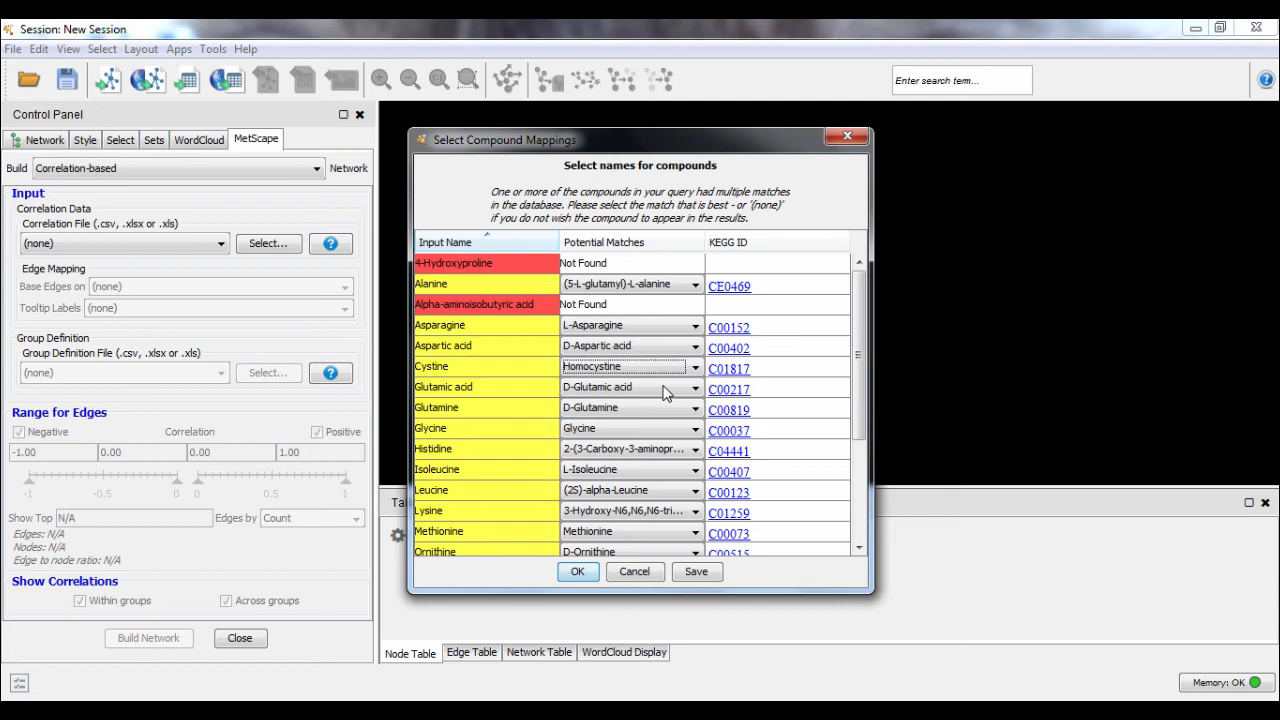 Session: New Session
File Edit View Select Layout Apps Tools Help
Enter search term...
Control Panel
Network Style Select Sets WordCloud MetScape
Build Correlation-based Network
Input
Correlation Data
Correlation File (.csv, .xlsx or .xls)
(none) Select...
Edge Mapping
Base Edges on (none)
Tooltip Labels (none)
Group Definition
Group Definition File (.csv, .xlsx or .xls)
(none) Select...
Range for Edges
Negative Correlation Positive
-1.00 0.00 0.00 1.00
-1 -0.5 0 0 0.5 1
Show Top N/A Edges by Count
Edges: N/A
Nodes: N/A
Edge to node ratio: N/A
Show Correlations
Within groups Across groups
Build Network Close
Select Compound Mappings
Select names for compounds
One or more of the compounds in your query had multiple matches
in the database. Please select the match that is best - or '(none)'
if you do not wish the compound to appear in the results.
Input Name Potential Matches KEGG ID
4-Hydroxyproline Not Found
Alanine (5-L-glutamyl)-L-alanine CE0469
Alpha-aminoisobutyric acid Not Found
Asparagine L-Asparagine C00152
Aspartic acid D-Aspartic acid C00402
Cystine Homocystine C01817
Glutamic acid D-Glutamic acid C00217
Glutamine D-Glutamine C00819
Glycine Glycine C00037
Histidine 2-(3-Carboxy-3-aminopr... C04441
Isoleucine L-Isoleucine C00407
Leucine (2S)-alpha-Leucine C00123
Lysine 3-Hydroxy-N6,N6,N6-tri... C01259
Methionine Methionine C00073
Ornithine D-Ornithine C00515
OK Cancel Save
Node Table Edge Table Network Table WordCloud Display
Memory: OK